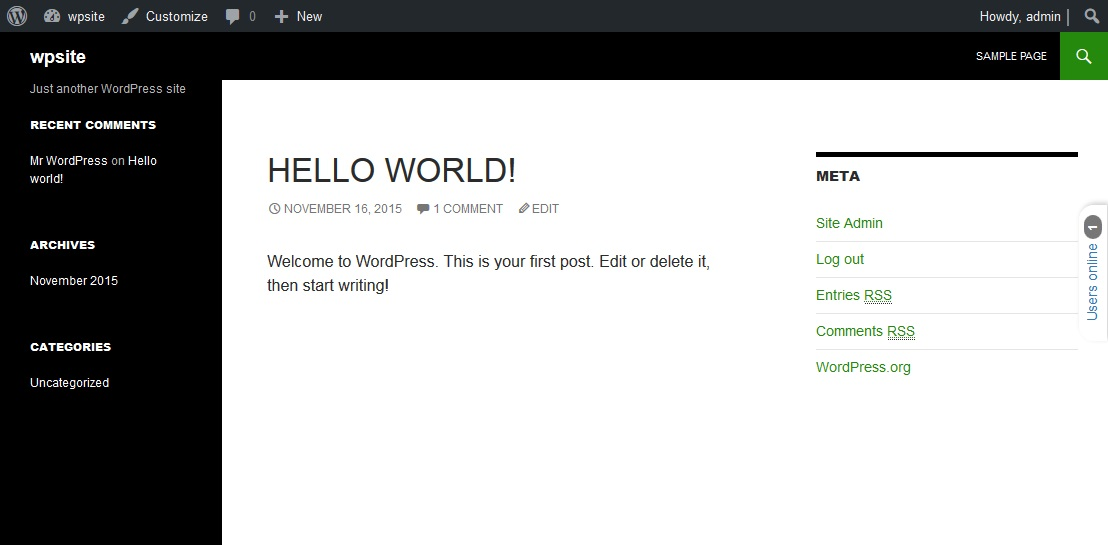 wpsite Customize 0 New Howdy, admin
wpsite
SAMPLE PAGE
Just another WordPress site
RECENT COMMENTS
Mr WordPress on Hello
world!
ARCHIVES
November 2015
CATEGORIES
Uncategorized
HELLO WORLD!
NOVEMBER 16, 2015 1 COMMENT EDIT
Welcome to WordPress. This is your first post. Edit or delete it,
then start writing!
META
Site Admin
Log out
Entries RSS
Comments RSS
WordPress.org
Users online 1